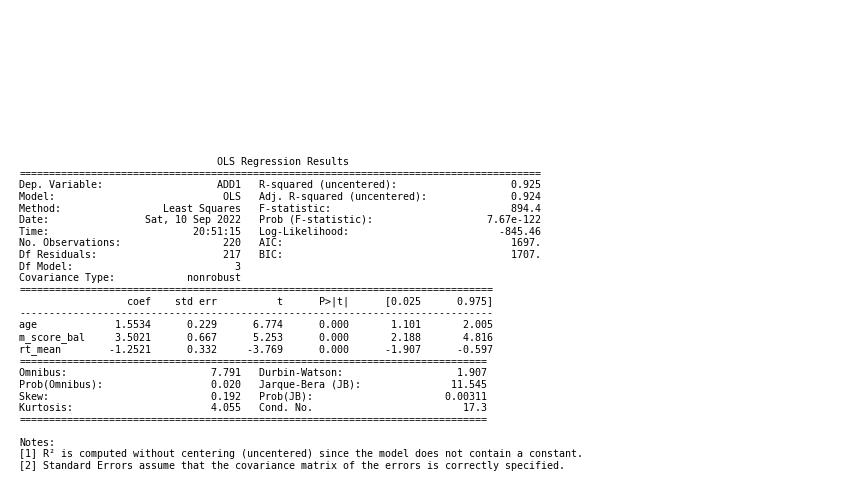 OLS Regression Results
=======================================================================================
Dep. Variable: ADD1 R-squared (uncentered): 0.925
Model: OLS Adj. R-squared (uncentered): 0.924
Method: Least Squares F-statistic: 894.4
Date: Sat, 10 Sep 2022 Prob (F-statistic): 7.67e-122
Time: 20:51:15 Log-Likelihood: -845.46
No. Observations: 220 AIC: 1697.
Df Residuals: 217 BIC: 1707.
Df Model: 3
Covariance Type: nonrobust
===============================================================================
coef std err t P>|t| [0.025 0.975]
-------------------------------------------------------------------------------
age 1.5534 0.229 6.774 0.000 1.101 2.005
m_score_bal 3.5021 0.667 5.253 0.000 2.188 4.816
rt_mean -1.2521 0.332 -3.769 0.000 -1.907 -0.597
==============================================================================
Omnibus: 7.791 Durbin-Watson: 1.907
Prob(Omnibus): 0.020 Jarque-Bera (JB): 11.545
Skew: 0.192 Prob(JB): 0.00311
Kurtosis: 4.055 Cond. No. 17.3
==============================================================================
Notes:
[1] R² is computed without centering (uncentered) since the model does not contain a constant.
[2] Standard Errors assume that the covariance matrix of the errors is correctly specified.